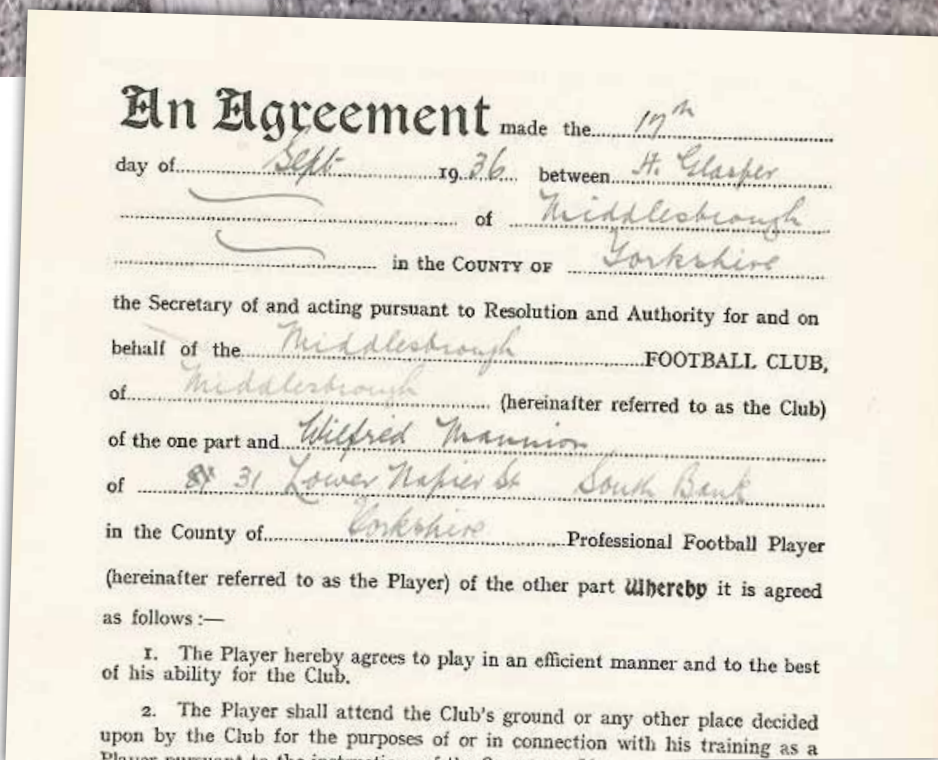 An Agreement made the 17th
day of Sept 1936 between H. Glasper
of Middlesbrough
in the COUNTY OF Yorkshire
the Secretary of and acting pursuant to Resolution and Authority for and on
behalf of the Middlesbrough FOOTBALL CLUB,
of Middlesbrough (hereinafter referred to as the Club)
of the one part and Wilfred Mannion
of 31 Lower Napier St South Bank
in the County of Yorkshire Professional Football Player
(hereinafter referred to as the Player) of the other part Whereby it is agreed
as follows :—
1. The Player hereby agrees to play in an efficient manner and to the best
of his ability for the Club.
2. The Player shall attend the Club's ground or any other place decided
upon by the Club for the purposes of or in connection with his training as a